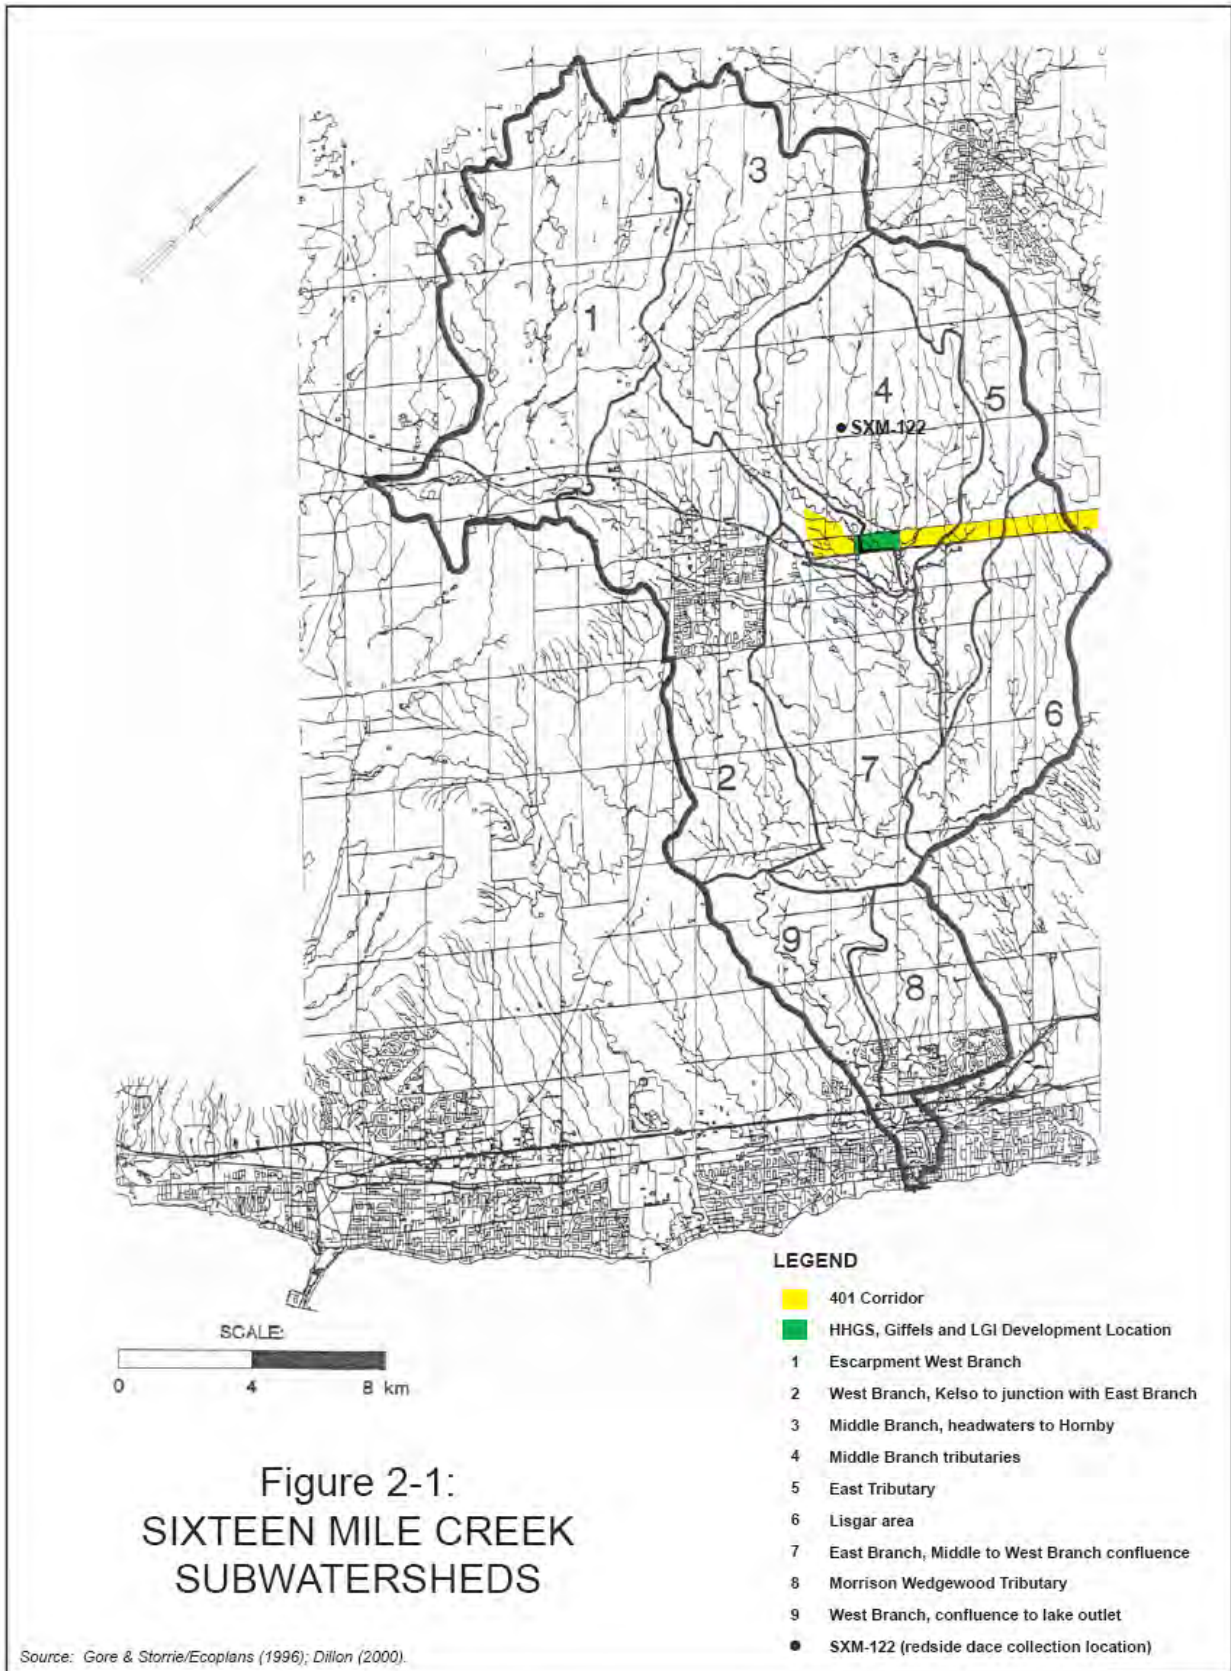 3
1
4
5
SXM-122
6
2
7
9
8
LEGEND
401 Corridor
HHGS, Giffels and LGI Development Location
1 Escarpment West Branch
2 West Branch, Kelso to junction with East Branch
3 Middle Branch, headwaters to Hornby
4 Middle Branch tributaries
5 East Tributary
6 Lisgar area
7 East Branch, Middle to West Branch confluence
8 Morrison Wedgewood Tributary
9 West Branch, confluence to lake outlet
SXM-122 (redside dace collection location)
SCALE:
0 4 8 km
Figure 2-1:
SIXTEEN MILE CREEK
SUBWATERSHEDS
Source: Gore & Storrie/Ecoplans (1996); Dillon (2000).